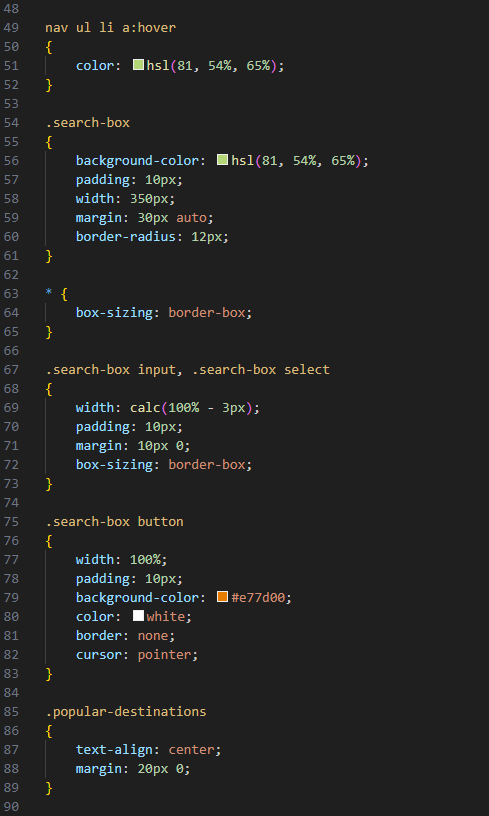 48
49 nav ul li a:hover
50 {
51     color: hsl(81, 54%, 65%);
52 }
53
54 .search-box
55 {
56     background-color: hsl(81, 54%, 65%);
57     padding: 10px;
58     width: 350px;
59     margin: 30px auto;
60     border-radius: 12px;
61 }
62
63 * {
64     box-sizing: border-box;
65 }
66
67 .search-box input, .search-box select
68 {
69     width: calc(100% - 3px);
70     padding: 10px;
71     margin: 10px 0;
72     box-sizing: border-box;
73 }
74
75 .search-box button
76 {
77     width: 100%;
78     padding: 10px;
79     background-color: #e77d00;
80     color: white;
81     border: none;
82     cursor: pointer;
83 }
84
85 .popular-destinations
86 {
87     text-align: center;
88     margin: 20px 0;
89 }
90